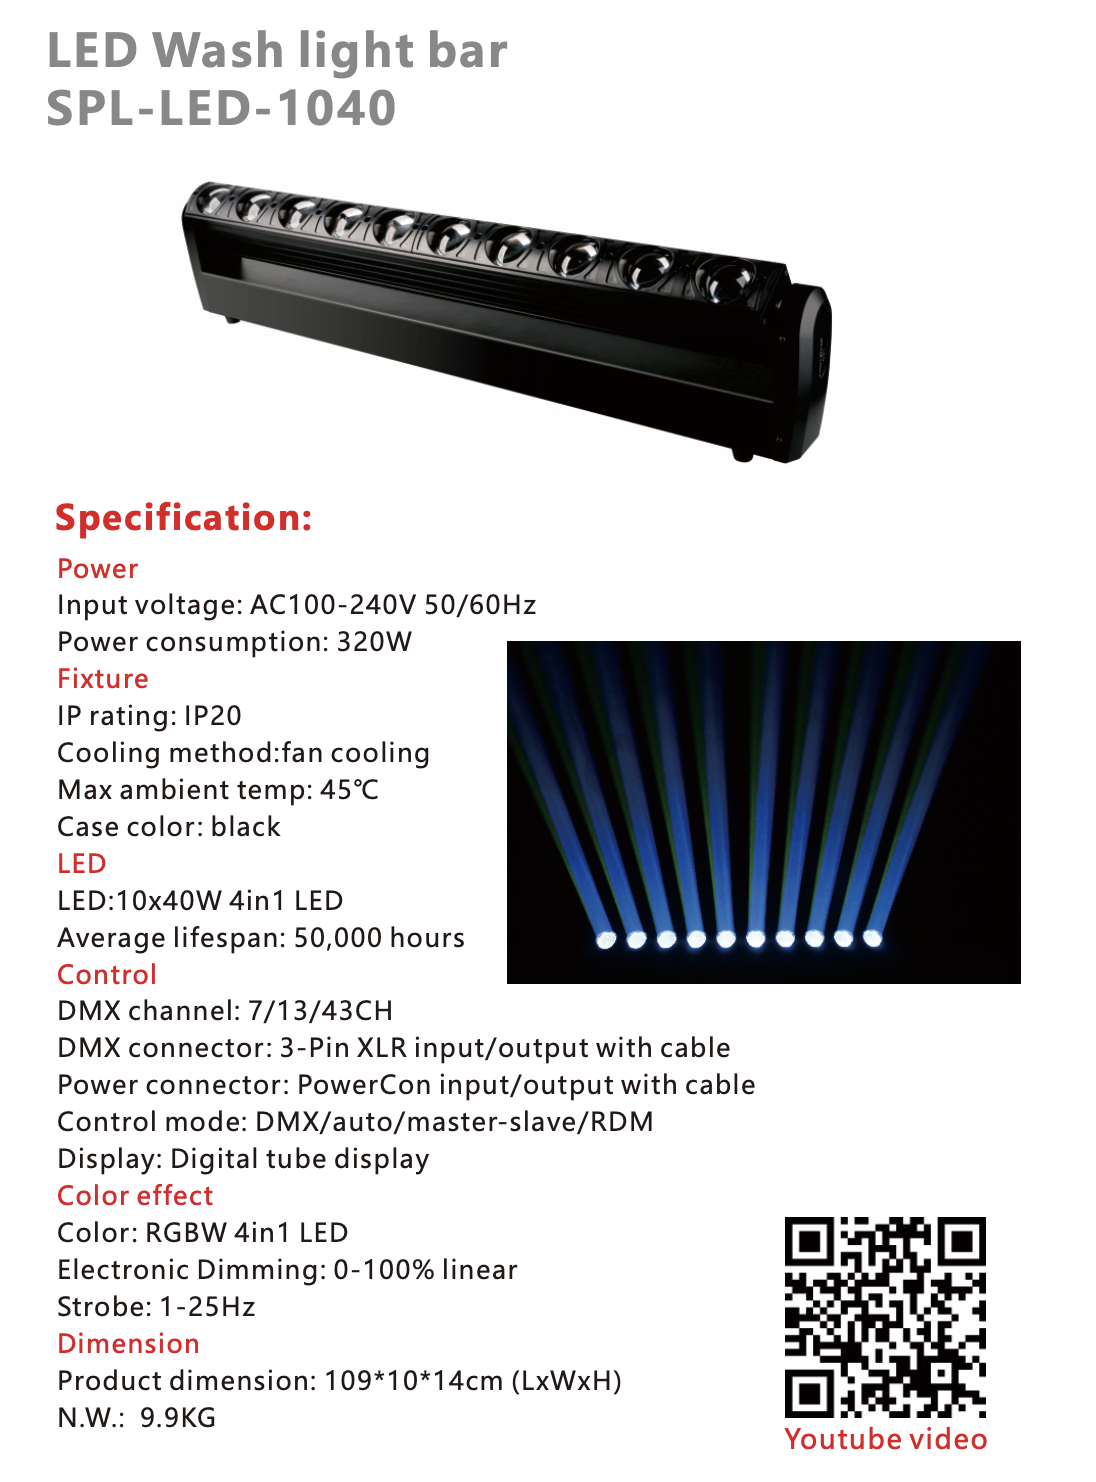 LED Wash light bar
SPL-LED-1040
Specification:
Power
Input voltage: AC100-240V 50/60Hz
Power consumption: 320W
Fixture
IP rating: IP20
Cooling method:fan cooling
Max ambient temp: 45℃
Case color: black
LED
LED:10x40W 4in1 LED
Average lifespan: 50,000 hours
Control
DMX channel: 7/13/43CH
DMX connector: 3-Pin XLR input/output with cable
Power connector: PowerCon input/output with cable
Control mode: DMX/auto/master-slave/RDM
Display: Digital tube display
Color effect
Color: RGBW 4in1 LED
Electronic Dimming: 0-100% linear
Strobe: 1-25Hz
Dimension
Product dimension: 109*10*14cm (LxWxH)
N.W.:  9.9KG
Youtube video